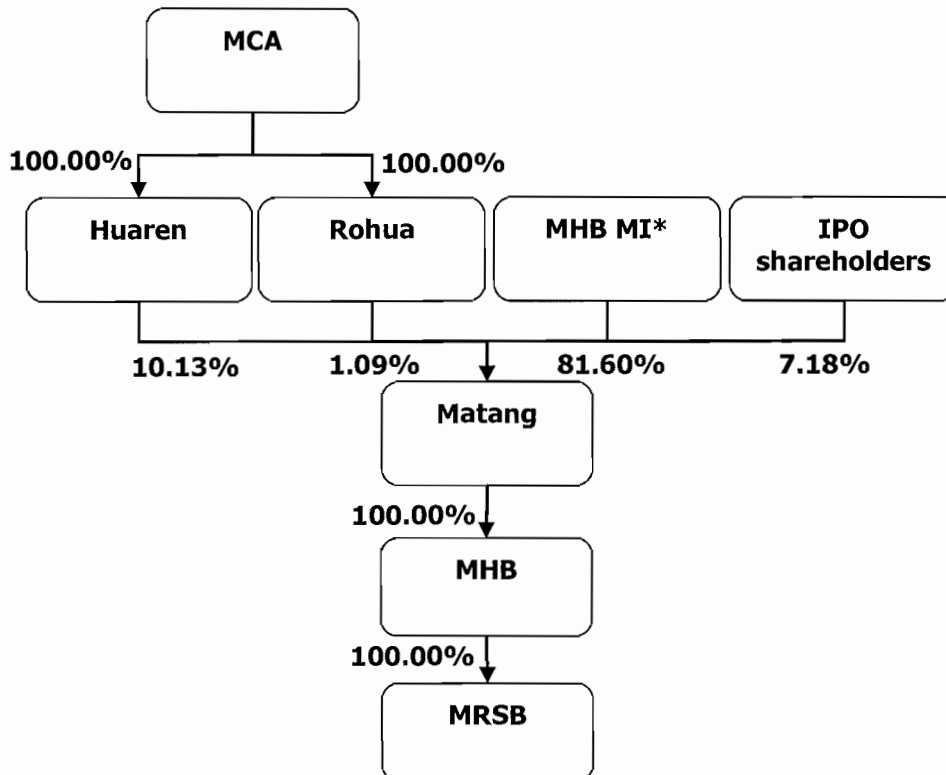 MCA
100.00%
100.00%
Huaren
Rohua
MHB MI*
IPO
shareholders
10.13%
1.09%
81.60%
7.18%
Matang
100.00%
MHB
100.00%
MRSB